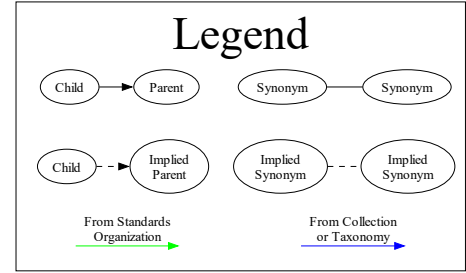 Legend
Child
Parent
Synonym
Synonym
Child
Implied
Parent
Implied
Synonym
Implied
Synonym
From Standards
Organization
From Collection
or Taxonomy